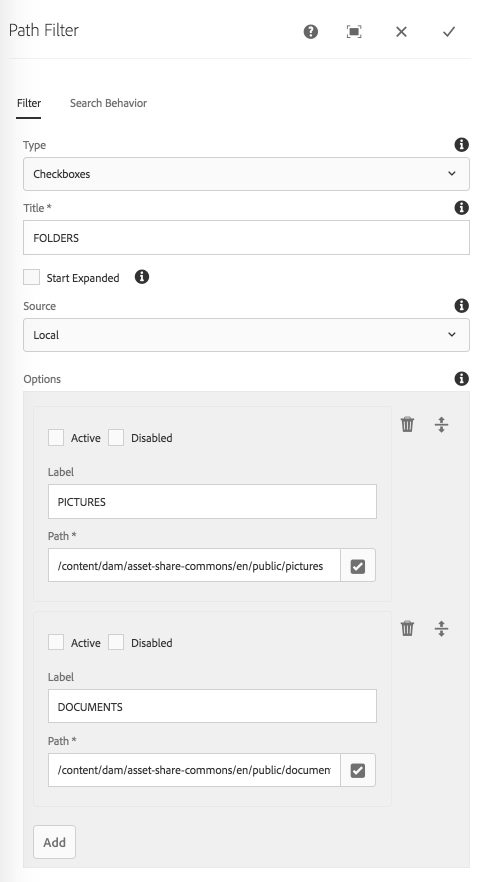 Path Filter
Filter Search Behavior
Type
Checkboxes
Title *
FOLDERS
Start Expanded
Source
Local
Options
Active Disabled
Label
PICTURES
Path *
/content/dam/asset-share-commons/en/public/pictures
Active Disabled
Label
DOCUMENTS
Path *
/content/dam/asset-share-commons/en/public/documen
Add